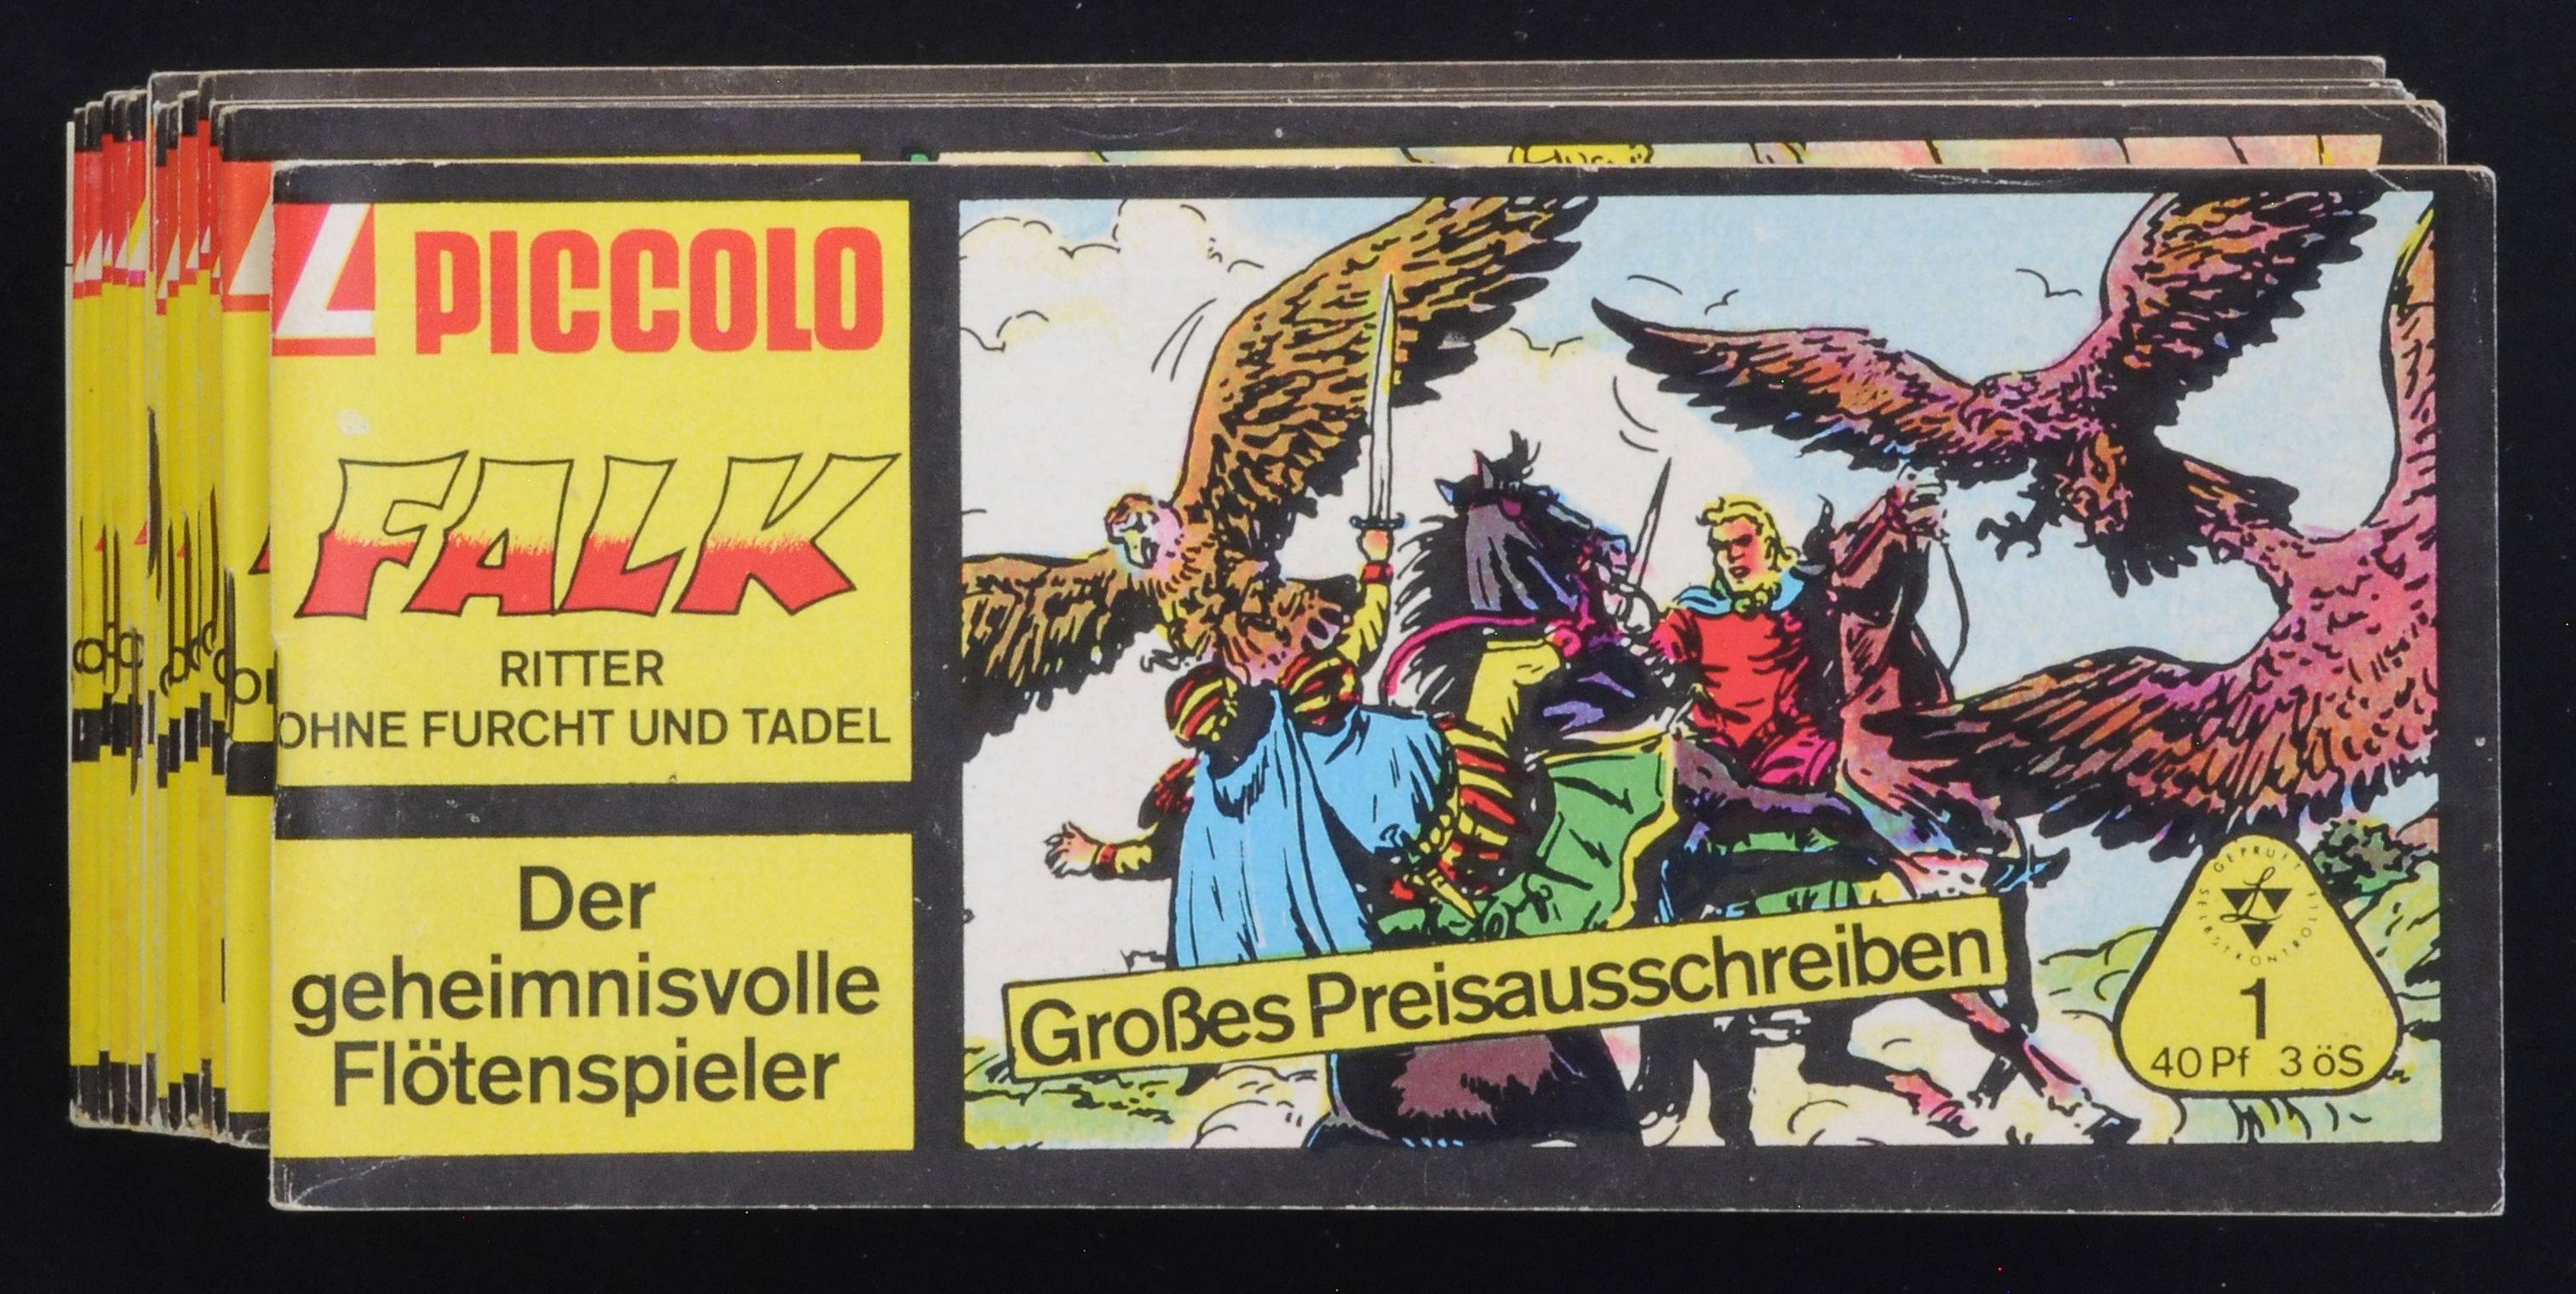 PICCOLO
FALK
RITTER
OHNE FURCHT UND TADEL
Der
geheimnisvolle
Flötenspieler
Großes Preisausschreiben
1
40 Pf 3 öS